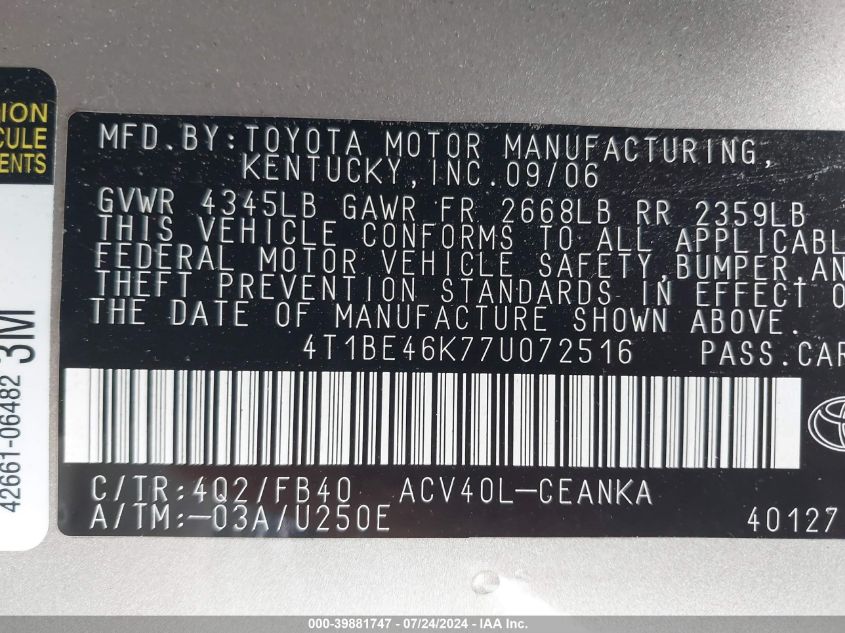 ION
ICULE
ENTS
MFD.BY:TOYOTA MOTOR MANUFACTURING,
KENTUCKY,INC.09/06
GVWR 4345LB GAWR FR 2668LB RR 2359LB
THIS VEHICLE CONFORMS TO ALL APPLICABL
FEDERAL MOTOR VEHICLE SAFETY,BUMPER,AN
THEFT PREVENTION STANDARDS IN EFFECT O
THE DATE OF MANUFACTURE SHOWN ABOVE.
4T1BE46K77U072516 PASS.CAR
C/TR:4Q2/FB40 ACV40L-CEANKA
A/TM:-03A/U250E 40127
42661-06482 3M
000-39881747 - 07/24/2024 - IAA Inc.